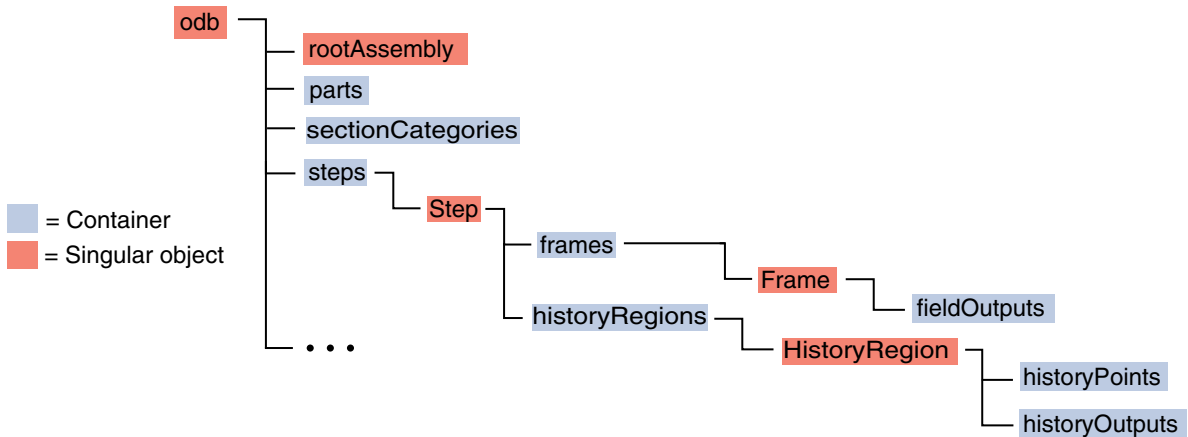 odb
rootAssembly
parts
sectionCategories
steps
= Container
Step
= Singular object
frames
Frame
fieldOutputs
historyRegions
• • •
HistoryRegion
historyPoints
historyOutputs